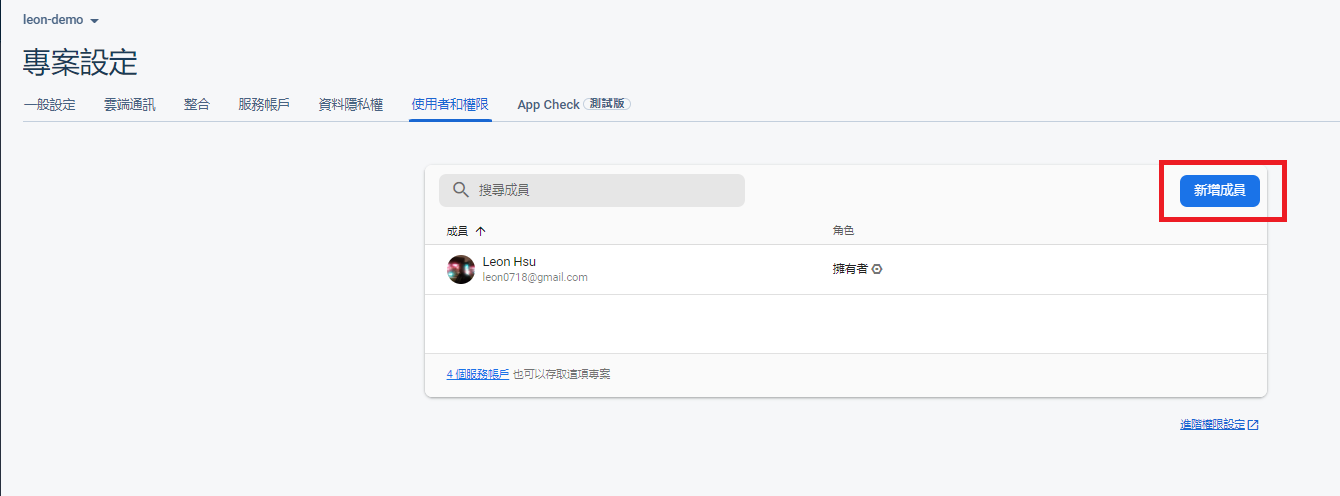 leon-demo
專案設定
一般設定 雲端通訊 整合 服務帳戶 資料隱私權 使用者和權限 App Check 測試版
搜尋成員 新增成員
成員 角色
Leon Hsu
leon0718@gmail.com
擁有者
4 個服務帳戶 也可以存取這項專案
進階權限設定